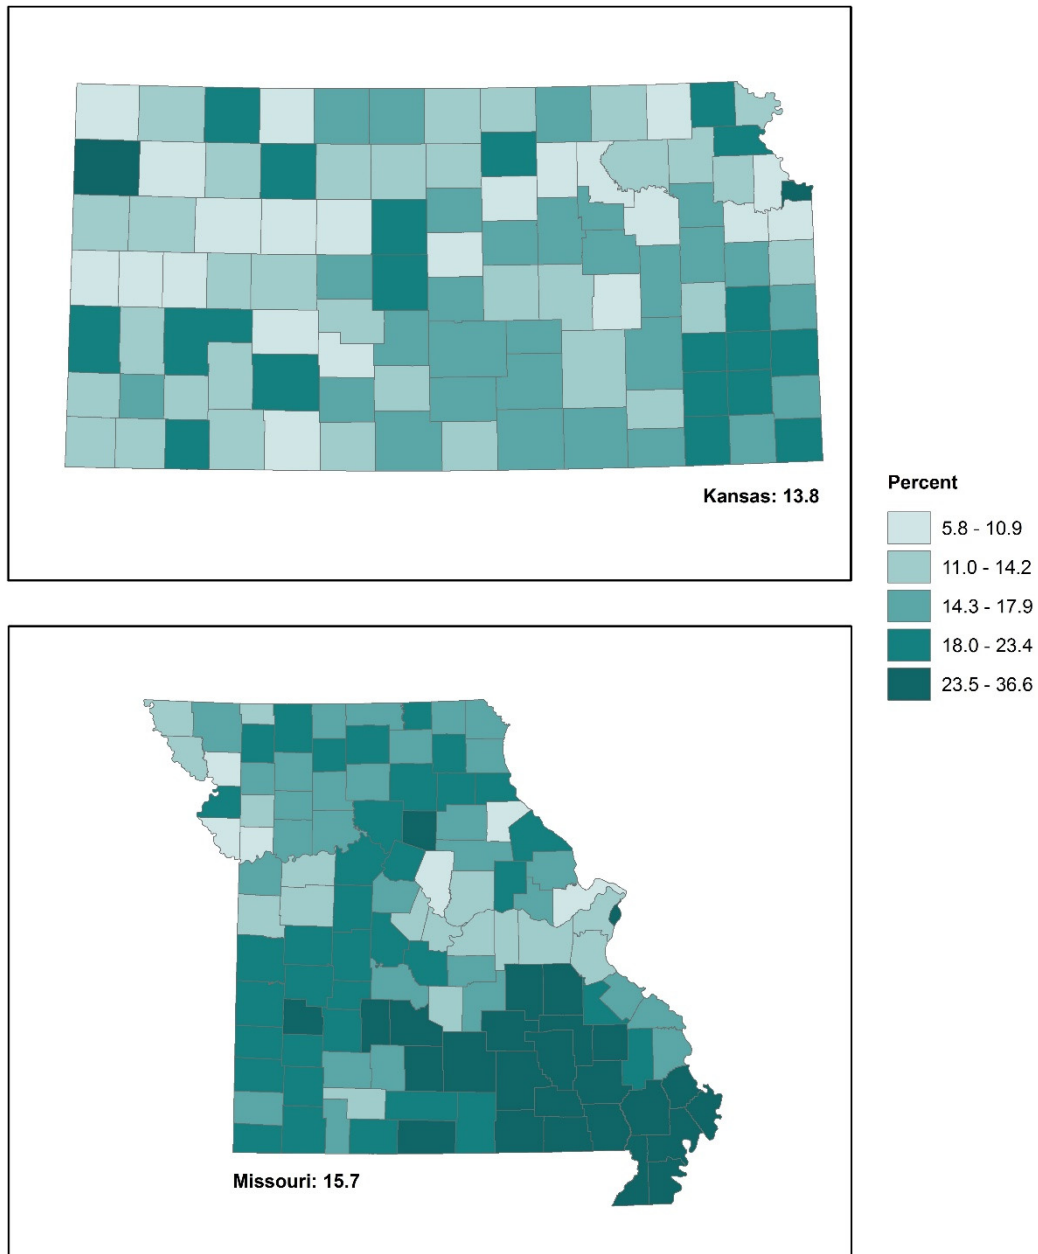 Kansas: 13.8
Percent
5.8 - 10.9
11.0 - 14.2
14.3 - 17.9
18.0 - 23.4
23.5 - 36.6
Missouri: 15.7